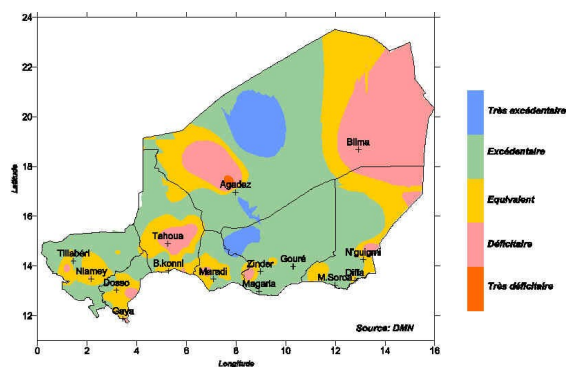 24
22
20
18
16
14
12
Latitude
0 2 4 6 8 10 12 14 16
Longitude
Bilma
Agadez
Tahoua
Tillabéri
Niamey
Dosso
Gaya
B.konni
Maradi
Zinder
Magaria
Gouré
M.Soroa
N'guigmi
Diffa
Source: DMN
Très excédentaire
Excédentaire
Equivalent
Déficitaire
Très déficitaire